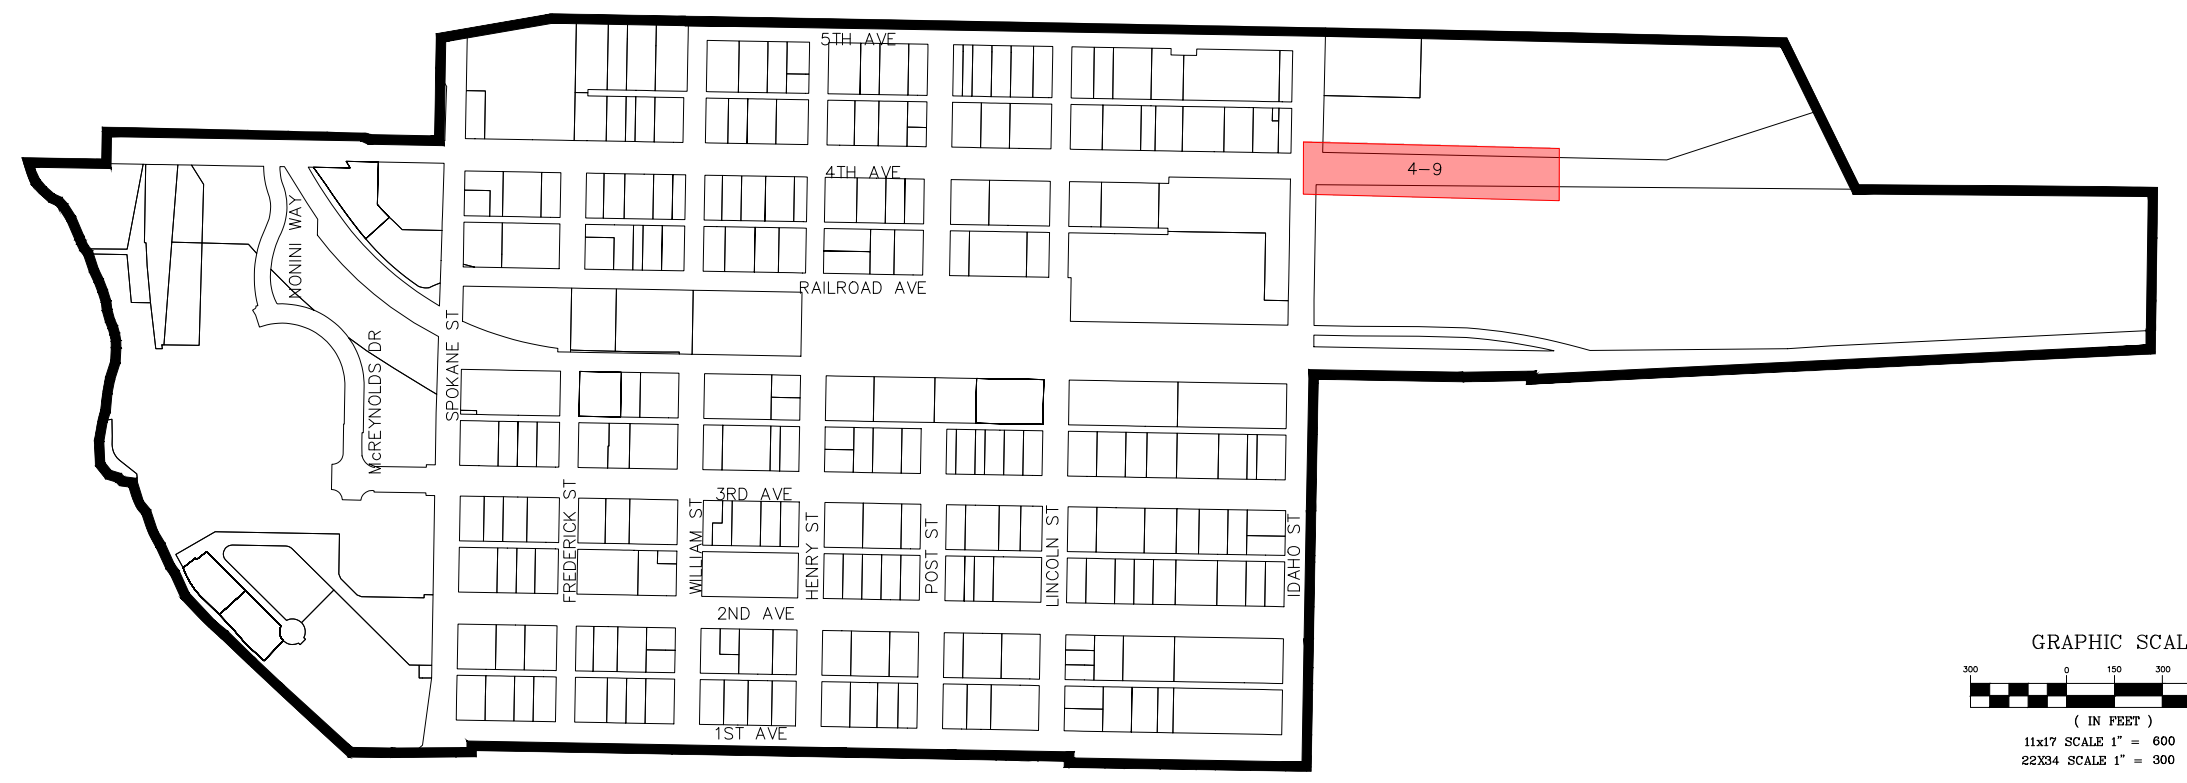 5TH AVE
4TH AVE
4-9
MONINI WAY
RAILROAD AVE
SPOKANE ST
McREYNOLDS DR
3RD AVE
FREDERICK ST
WILLIAM ST
HENRY ST
POST ST
LINCOLN ST
IDAHO ST
2ND AVE
1ST AVE
GRAPHIC SCAL
300 0 150 300
( IN FEET )
11x17 SCALE 1" = 600
22X34 SCALE 1" = 300